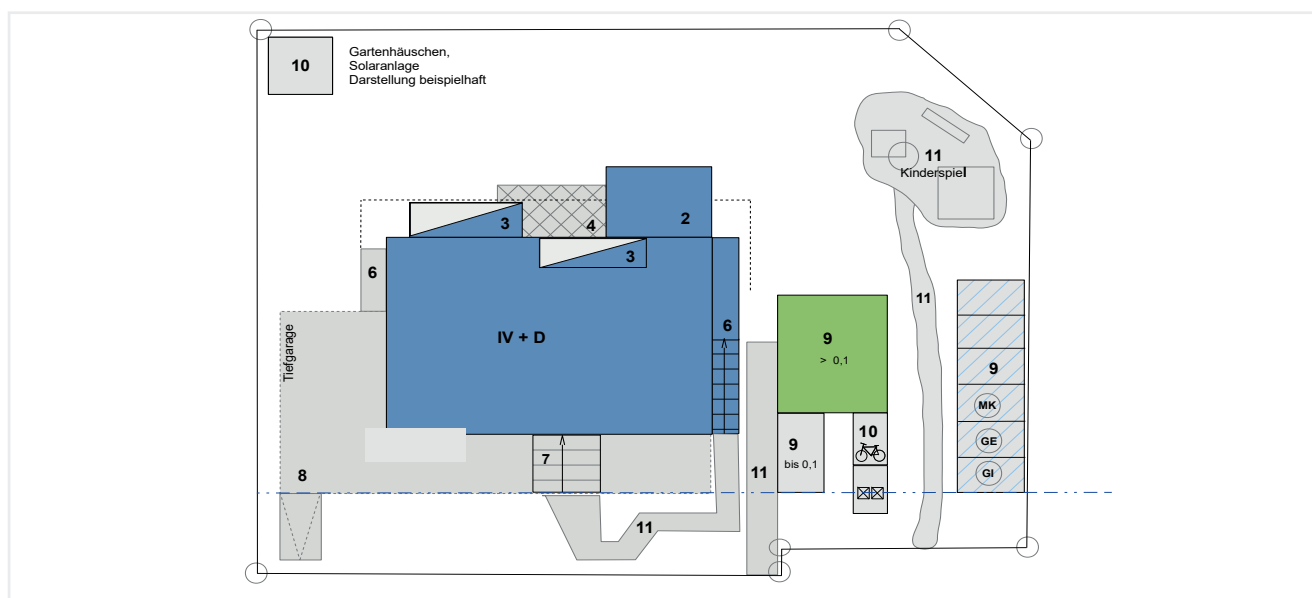 10
Gartenhäuschen,
Solaranlage
Darstellung beispielhaft
11
Kinderspiel
2
3
4
3
6
6
11
Tiefgarage
IV + D
9
> 0,1
9
MK
GE
GI
10
9
bis 0,1
7
8
11
11